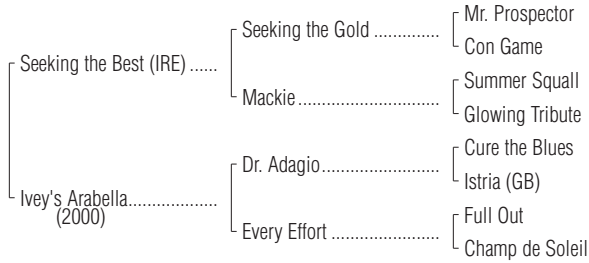 Mr. Prospector
Seeking the Gold ..............
Con Game
Seeking the Best (IRE) ......
Summer Squall
Mackie..............................
Glowing Tribute
Cure the Blues
Dr. Adagio.........................
Istria (GB)
Ivey's Arabella...................
(2000)
Full Out
Every Effort .......................
Champ de Soleil